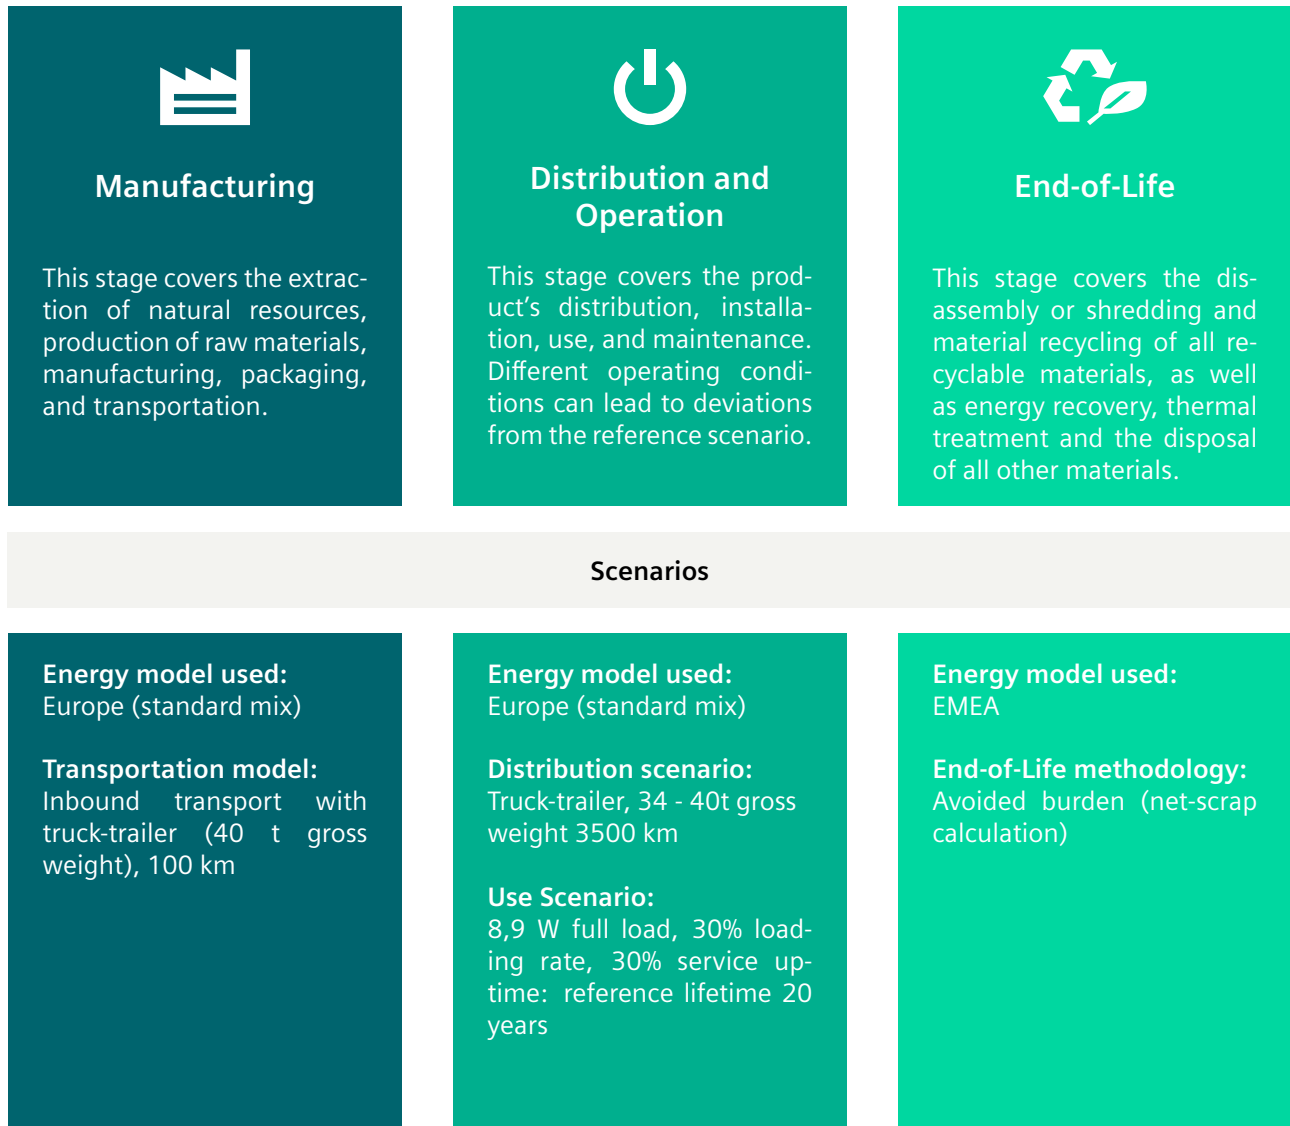 Manufacturing
This stage covers the extrac-
tion of natural resources,
production of raw materials,
manufacturing, packaging,
and transportation.
Distribution and
Operation
This stage covers the prod-
uct's distribution, installa-
tion, use, and maintenance.
Different operating condi-
tions can lead to deviations
from the reference scenario.
End-of-Life
This stage covers the dis-
assembly or shredding and
material recycling of all re-
cyclable materials, as well
as energy recovery, thermal
treatment and the disposal
of all other materials.
Scenarios
Energy model used:
Europe (standard mix)
Transportation model:
Inbound transport with
truck-trailer (40 t gross
weight), 100 km
Energy model used:
Europe (standard mix)
Distribution scenario:
Truck-trailer, 34 - 40t gross
weight 3500 km
Use Scenario:
8,9 W full load, 30% load-
ing rate, 30% service up-
time: reference lifetime 20
years
Energy model used:
EMEA
End-of-Life methodology:
Avoided burden (net-scrap
calculation)